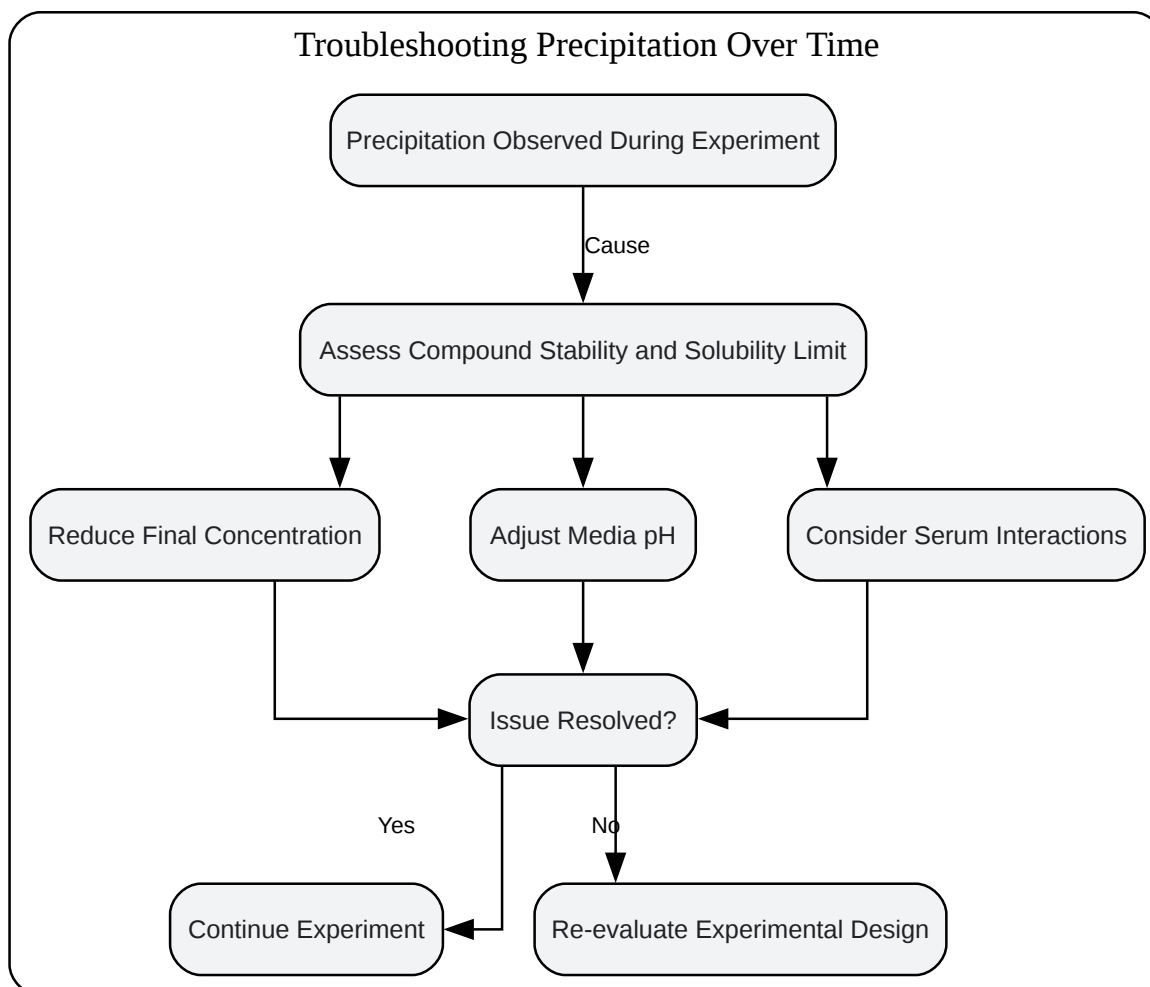 Troubleshooting Precipitation Over Time
Precipitation Observed During Experiment
Cause
Assess Compound Stability and Solubility Limit
Reduce Final Concentration
Adjust Media pH
Consider Serum Interactions
Issue Resolved?
Yes
No
Continue Experiment
Re-evaluate Experimental Design